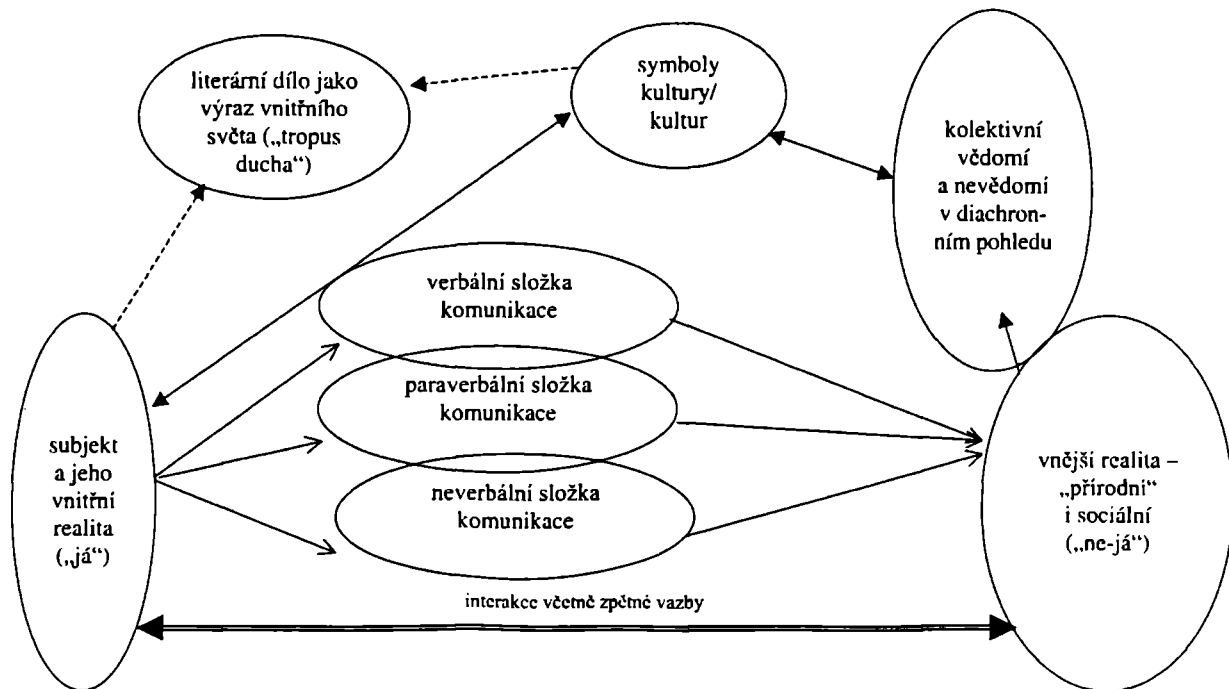 literární dílo jako
výraz vnitřního
světa („tropus
ducha“)
symboly
kultury/
kultur
kolektivní
vědomí
a nevědomí
v diachron-
ním pohledu
verbální složka
komunikace
paraverbální složka
komunikace
neverbální složka
komunikace
subjekt
a jeho
vnitřní
realita
(„já“)
vnější realita –
„přírodní“
i sociální
(„ne-já“)
interakce včetně zpětné vazby